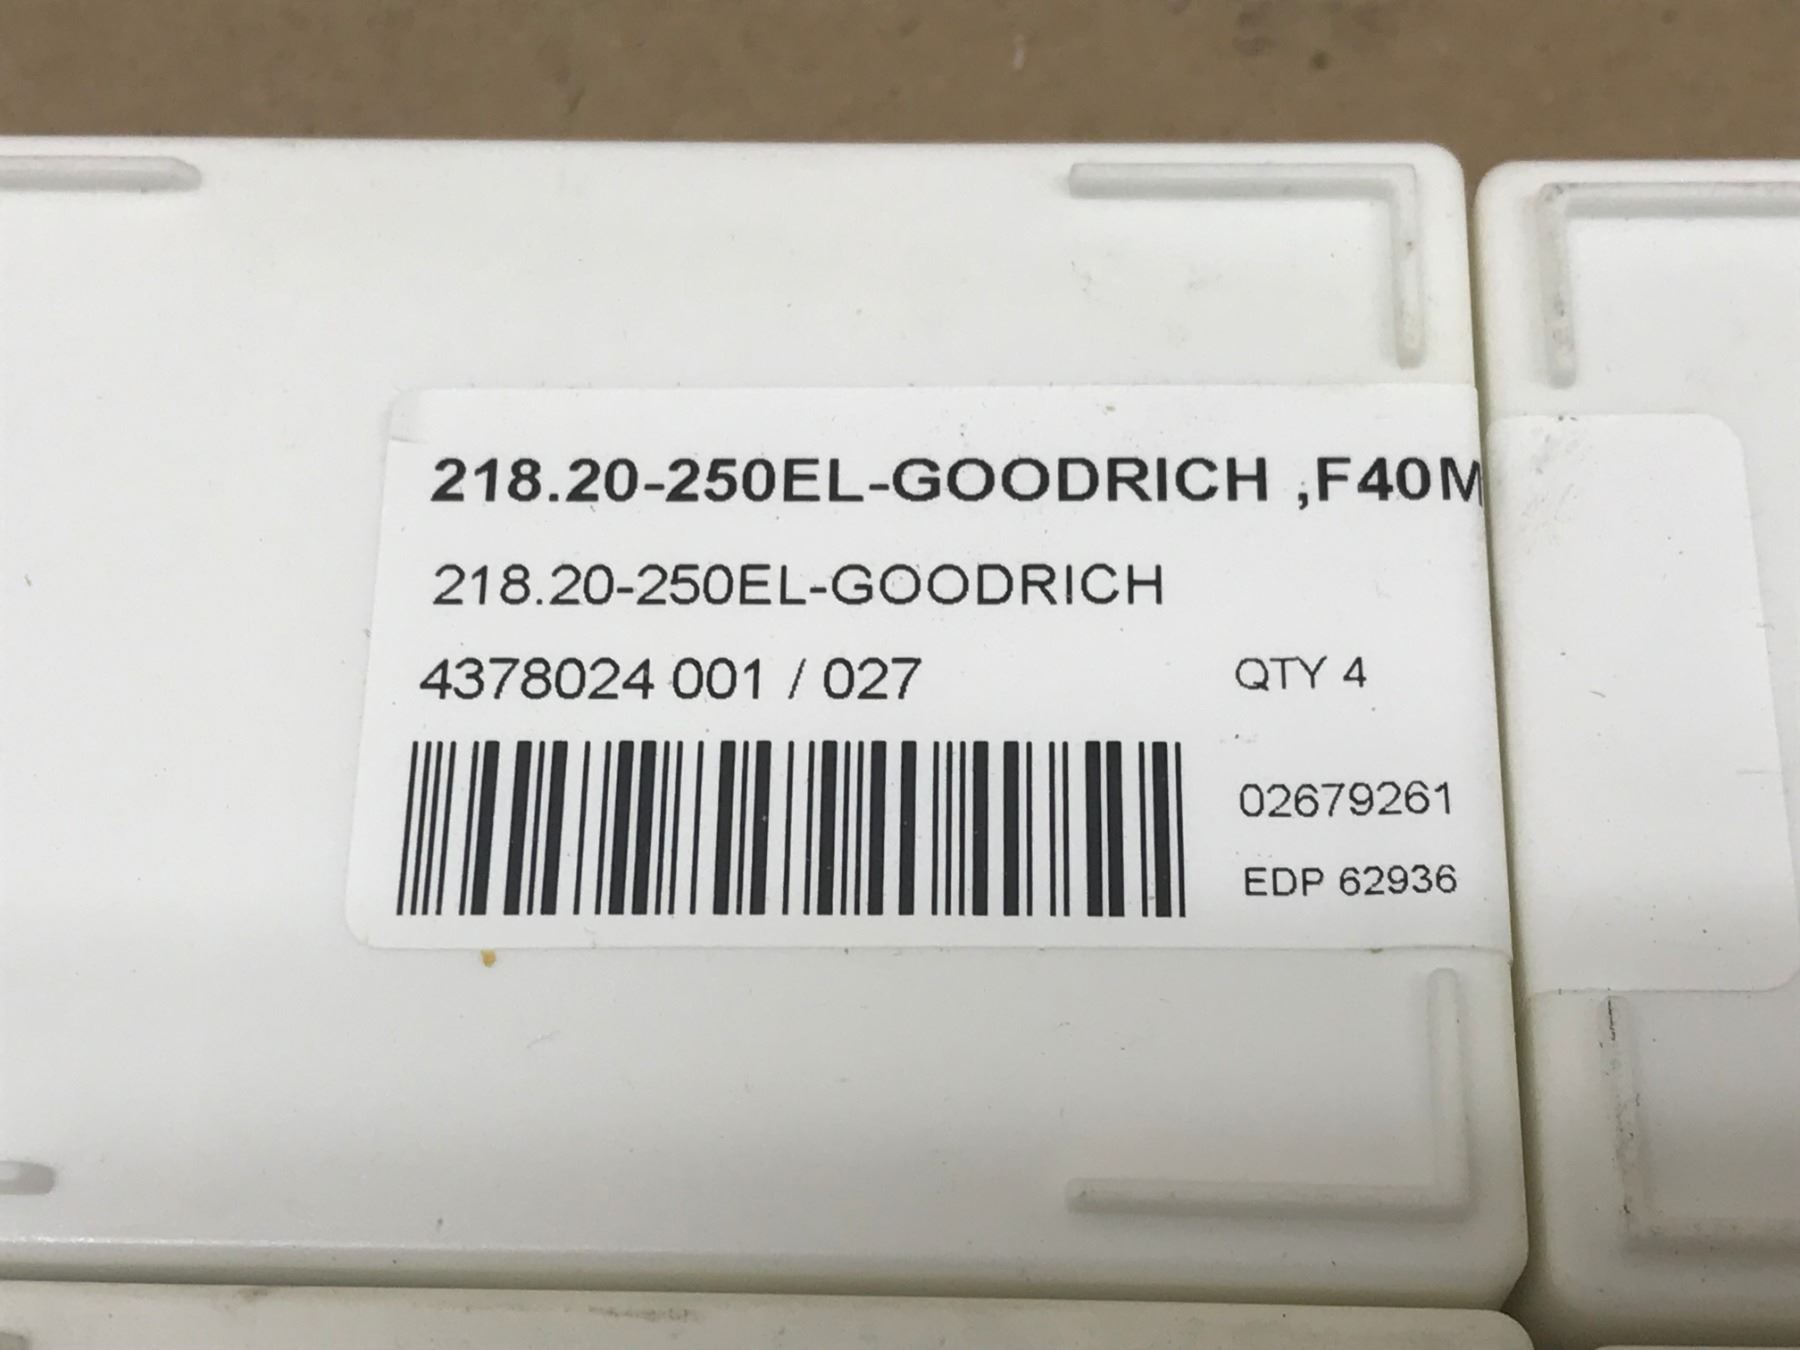 218.20-250EL-GOODRICH ,F40M
218.20-250EL-GOODRICH
4378024 001 / 027
QTY 4
02679261
EDP 62936